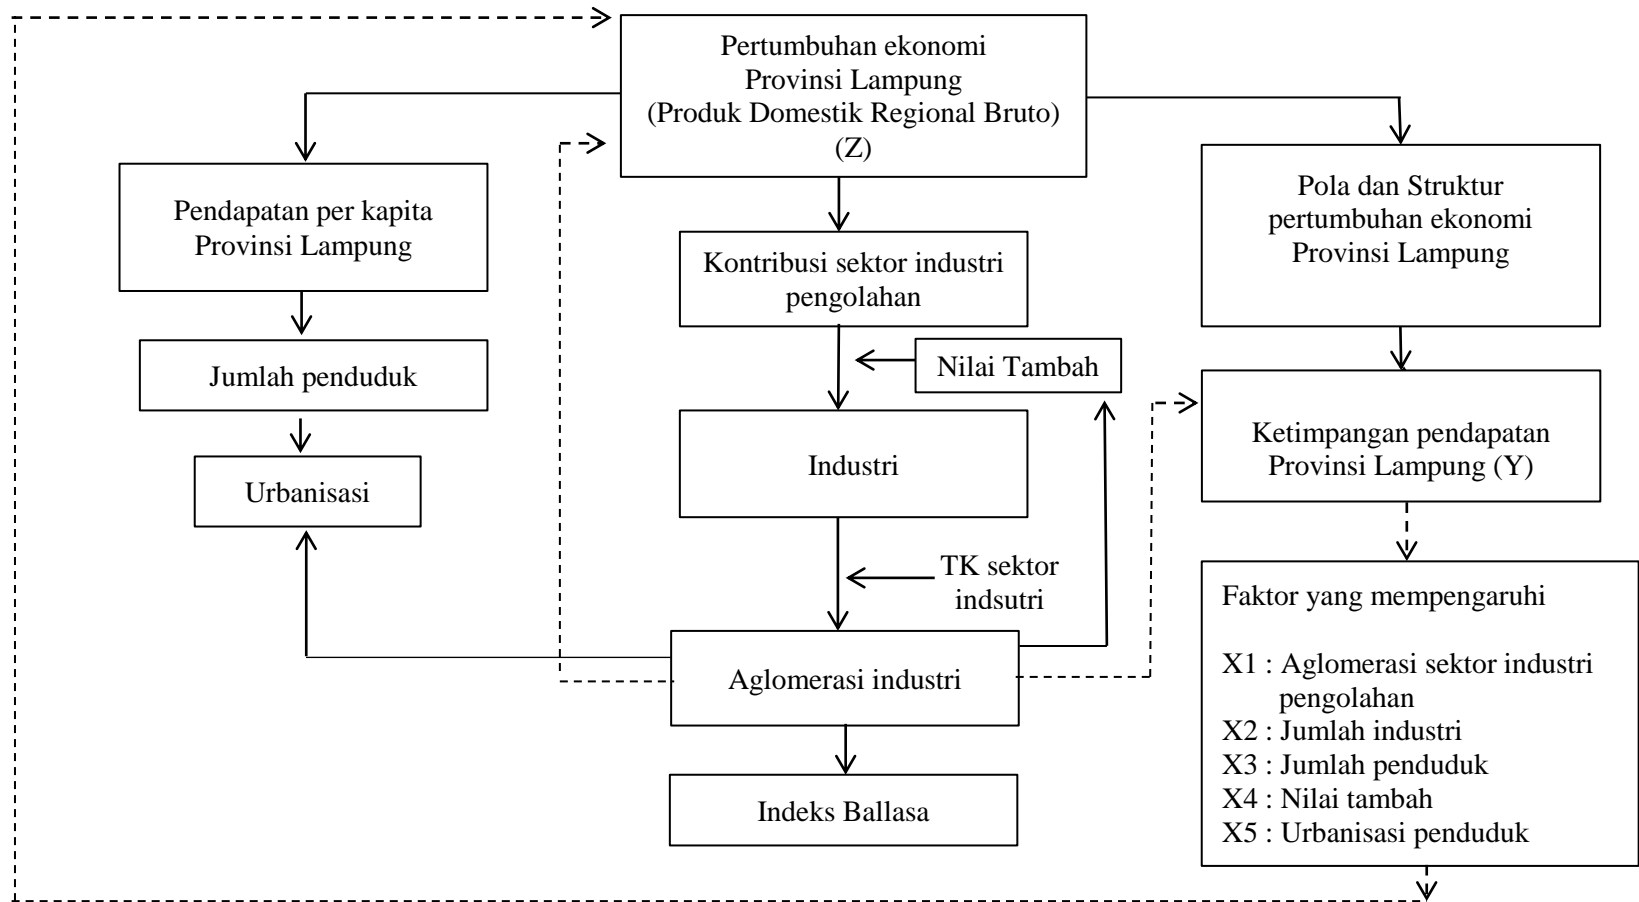 Pertumbuhan ekonomi
Provinsi Lampung
(Produk Domestik Regional Bruto)
(Z)
Pendapatan per kapita
Provinsi Lampung
Jumlah penduduk
Urbanisasi
Kontribusi sektor industri
pengolahan
Nilai Tambah
Industri
TK sektor
indsutri
Aglomerasi industri
Indeks Ballasa
Pola dan Struktur
pertumbuhan ekonomi
Provinsi Lampung
Ketimpangan pendapatan
Provinsi Lampung (Y)
Faktor yang mempengaruhi
X1 : Aglomerasi sektor industri
pengolahan
X2 : Jumlah industri
X3 : Jumlah penduduk
X4 : Nilai tambah
X5 : Urbanisasi penduduk